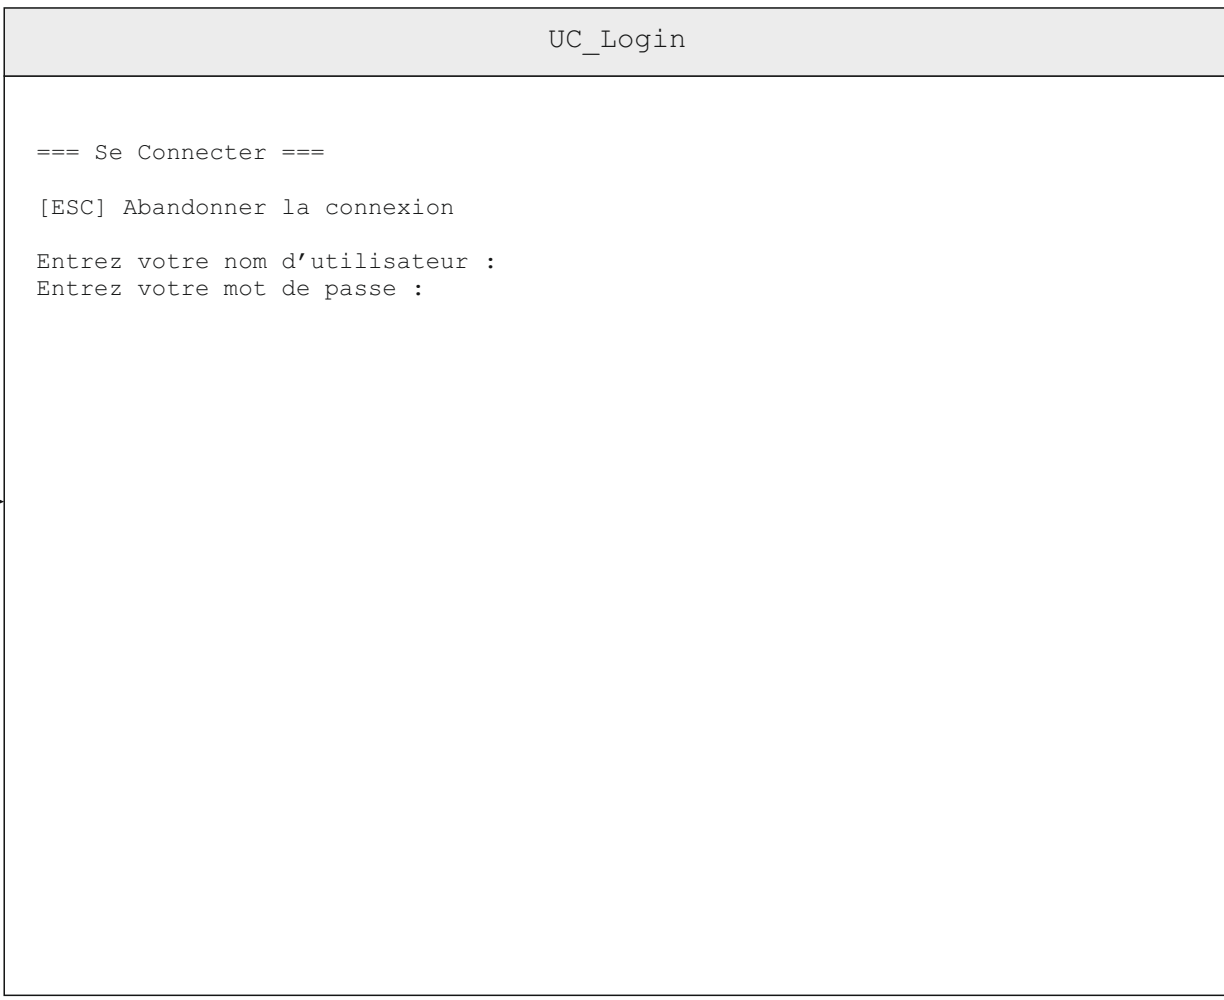 UC_Login
=== Se Connecter ===
[ESC] Abandonner la connexion
Entrez votre nom d’utilisateur :
Entrez votre mot de passe :